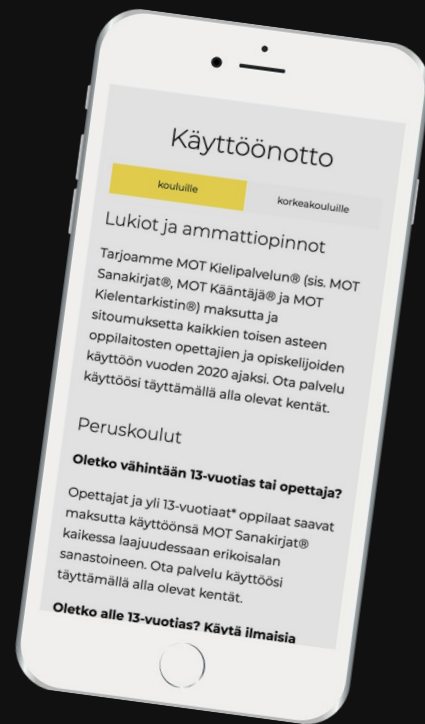 Käyttöönotto
kouluille
korkeakouluille
Lukiot ja ammattiopinnot
Tarjoamme MOT Kielipalvelun® (sis. MOT
Sanakirjat®, MOT Kääntäjä® ja MOT
Kielentarkistin®) maksutta ja
sitoumuksetta kaikkien toisen asteen
oppilaitosten opettajien ja opiskelijoiden
käyttöön vuoden 2020 ajaksi. Ota palvelu
käyttöösi täyttämällä alla olevat kentät.
Peruskoulut
Oletko vähintään 13-vuotias tai opettaja?
Opettajat ja yli 13-vuotiaat* oppilaat saavat
maksutta käyttöönsä MOT Sanakirjat®
kaikessa laajuudessaan erikoisalan
sanastoineen. Ota palvelu käyttöösi
täyttämällä alla olevat kentät.
Oletko alle 13-vuotias? Käytä ilmaisia